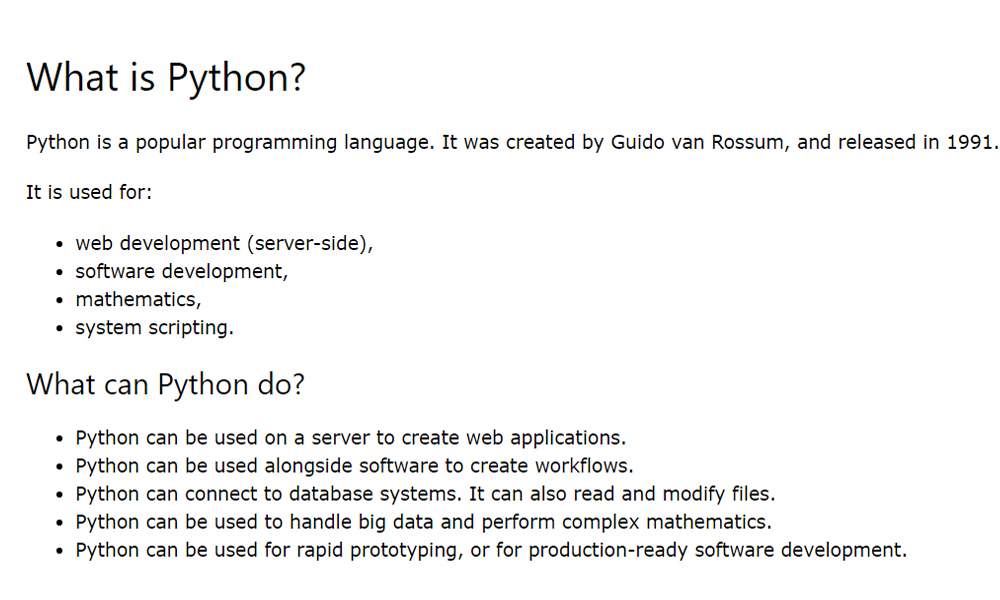 What is Python?
Python is a popular programming language. It was created by Guido van Rossum, and released in 1991.
It is used for:
• web development (server-side),
• software development,
• mathematics,
• system scripting.
What can Python do?
• Python can be used on a server to create web applications.
• Python can be used alongside software to create workflows.
• Python can connect to database systems. It can also read and modify files.
• Python can be used to handle big data and perform complex mathematics.
• Python can be used for rapid prototyping, or for production-ready software development.